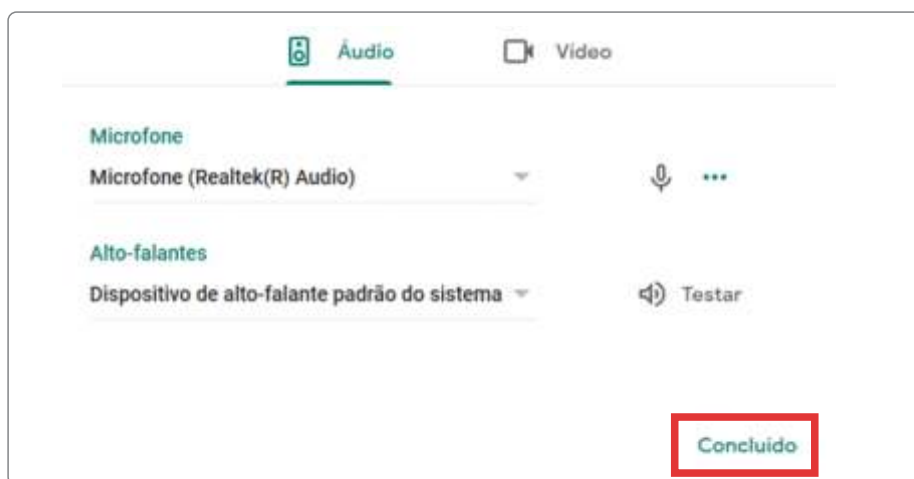 Áudio Vídeo
Microfone
Microfone (Realtek(R) Audio)
Alto-falantes
Dispositivo de alto-falante padrão do sistema Testar
Concluído